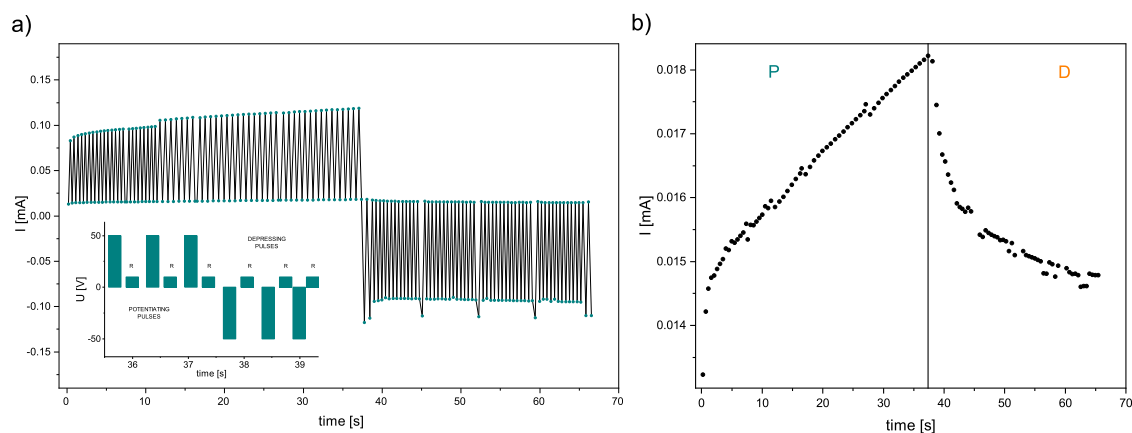 a)
I [mA]
0.15
0.10
0.05
0.00
-0.05
-0.10
-0.15
0 10 20 30 40 50 60 70
time [s]
U [V]
50
0
-50
DEPRESSING
PULSES
R R R R R R
POTENTIATING
PULSES
36 37 38 39
time [s]
b)
P D
I [mA]
0.018
0.017
0.016
0.015
0.014
0 10 20 30 40 50 60 70
time [s]